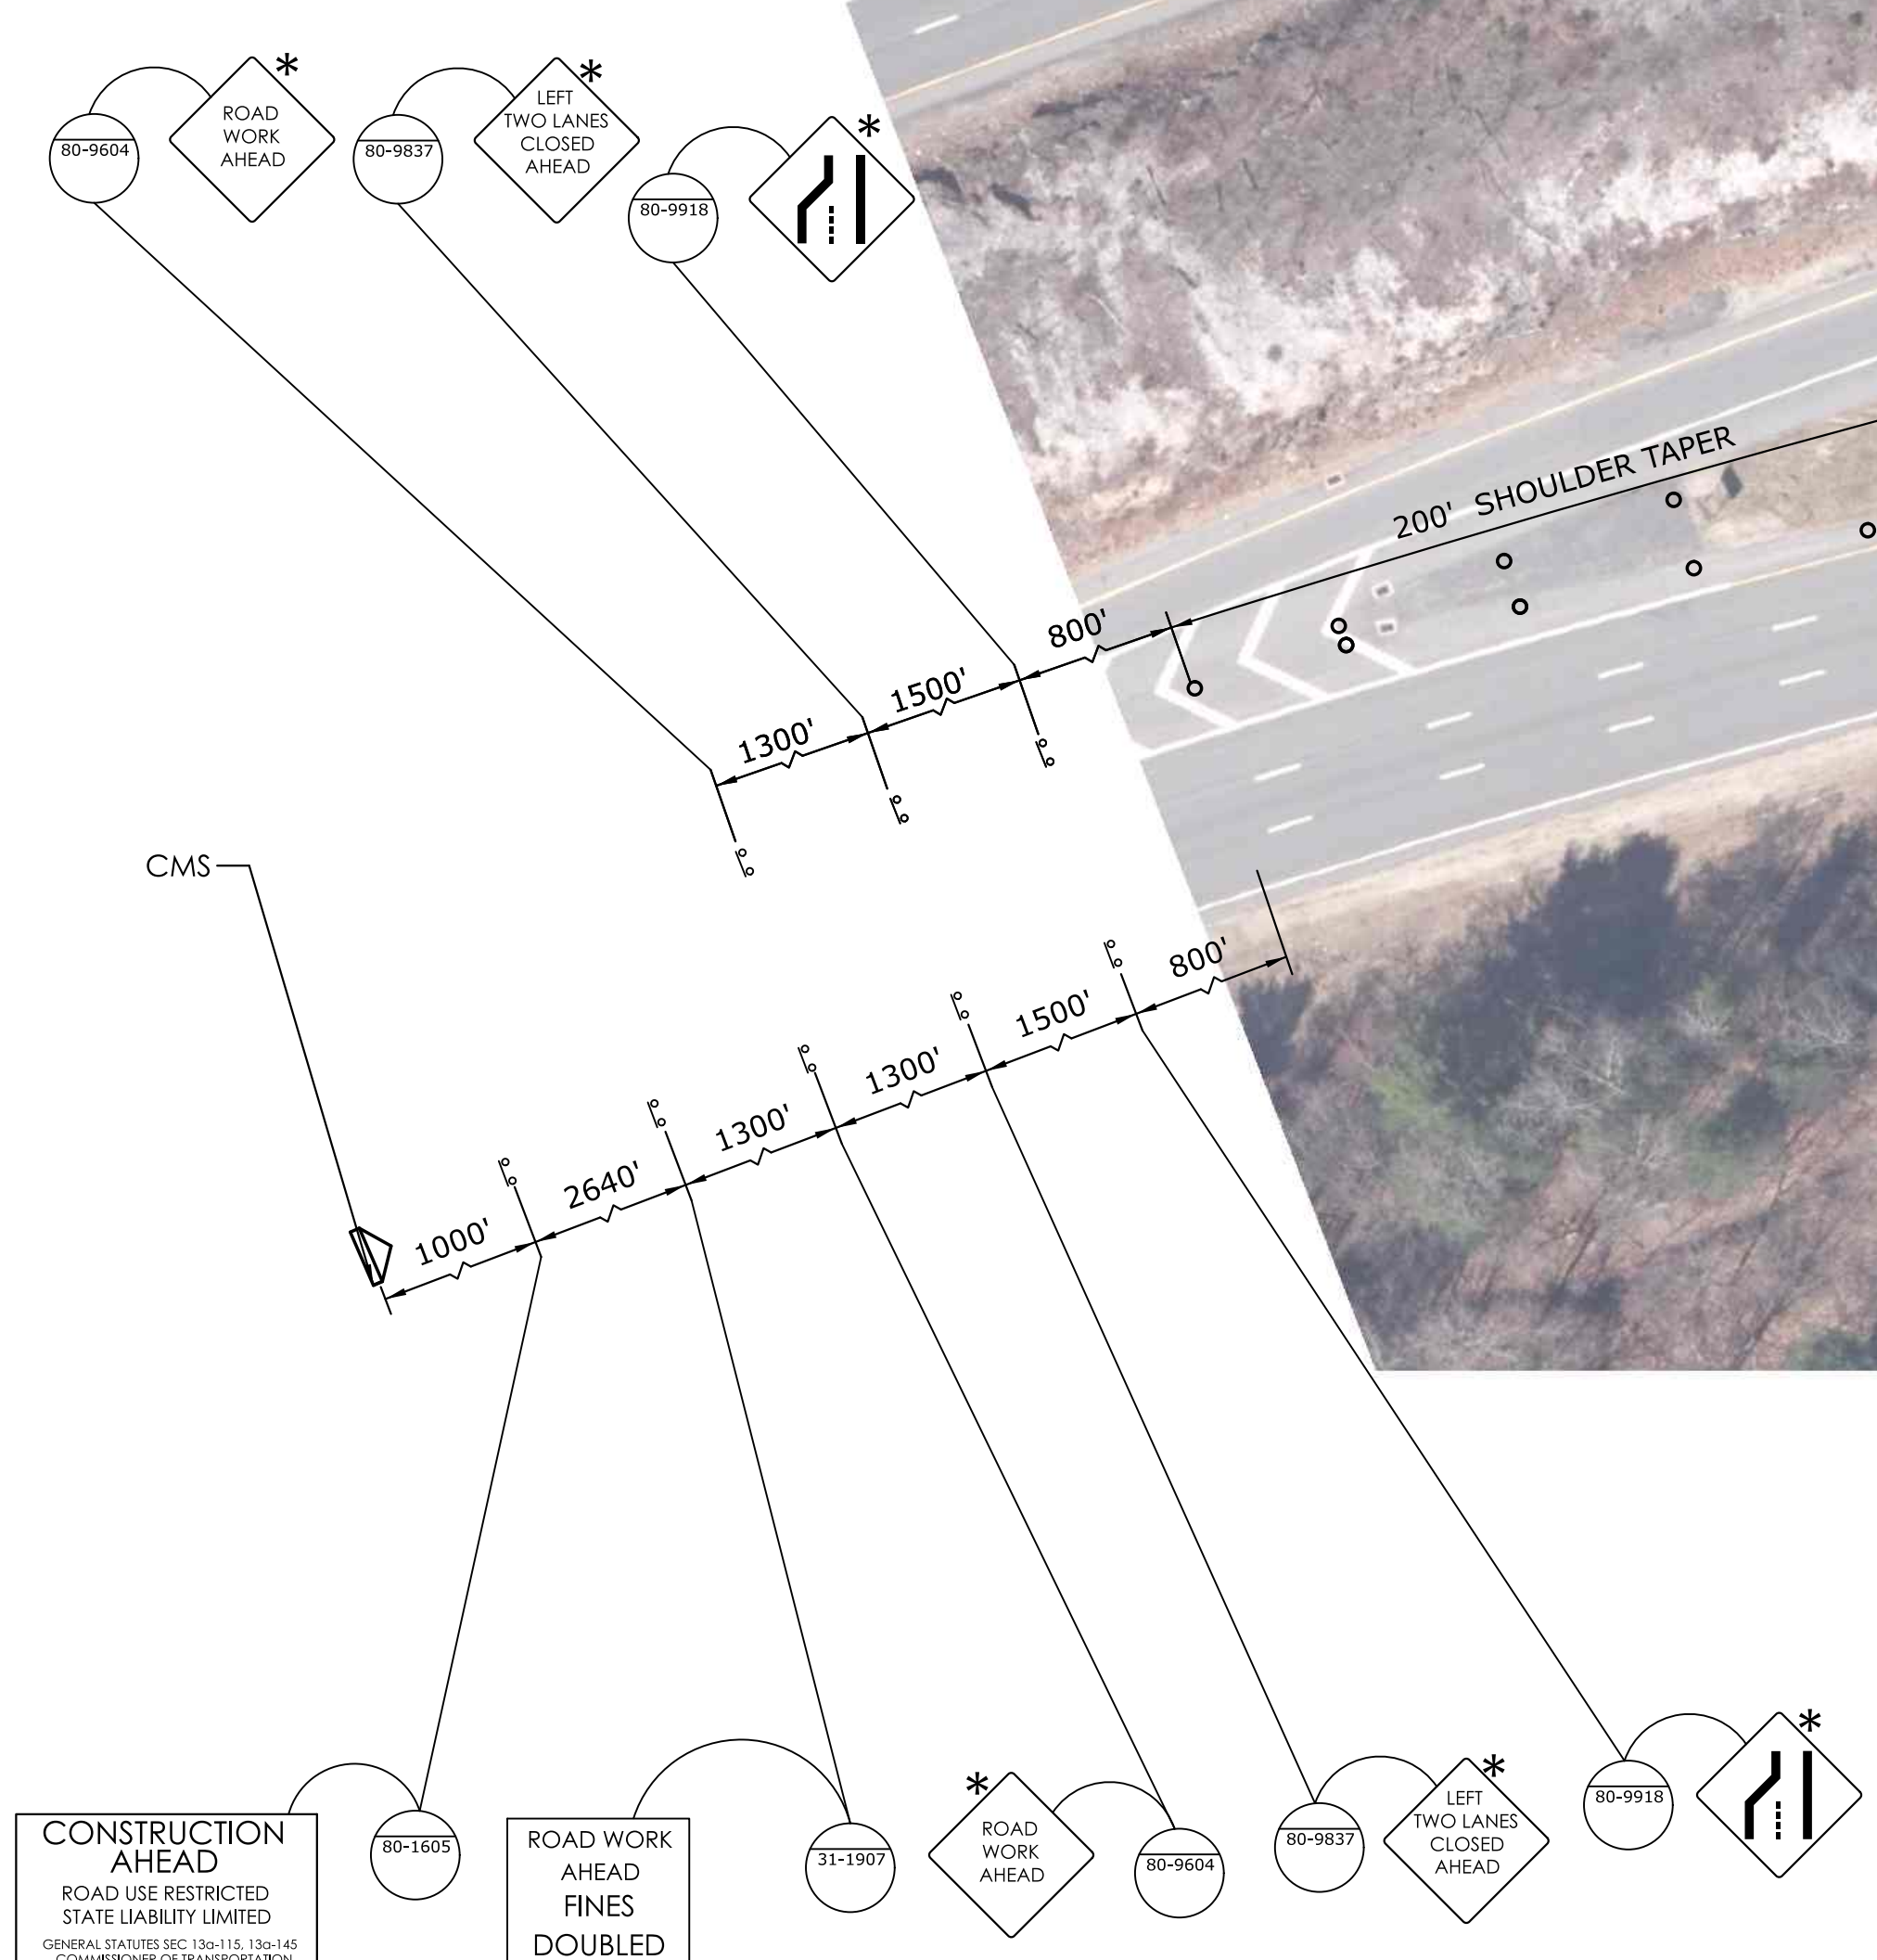 80-9604
ROAD
WORK
AHEAD
*
80-9837
LEFT
TWO LANES
CLOSED
AHEAD
*
80-9918
*
200' SHOULDER TAPER
800'
1500'
1300'
CMS
800'
1500'
1300'
1300'
2640'
1000'
CONSTRUCTION
AHEAD
ROAD USE RESTRICTED
STATE LIABILITY LIMITED
GENERAL STATUTES SEC 13a-115, 13a-145
COMMISSIONER OF TRANSPORTATION
80-1605
ROAD WORK
AHEAD
FINES
DOUBLED
31-1907
*
ROAD
WORK
AHEAD
80-9604
80-9837
LEFT
TWO LANES
CLOSED
AHEAD
*
80-9918
*